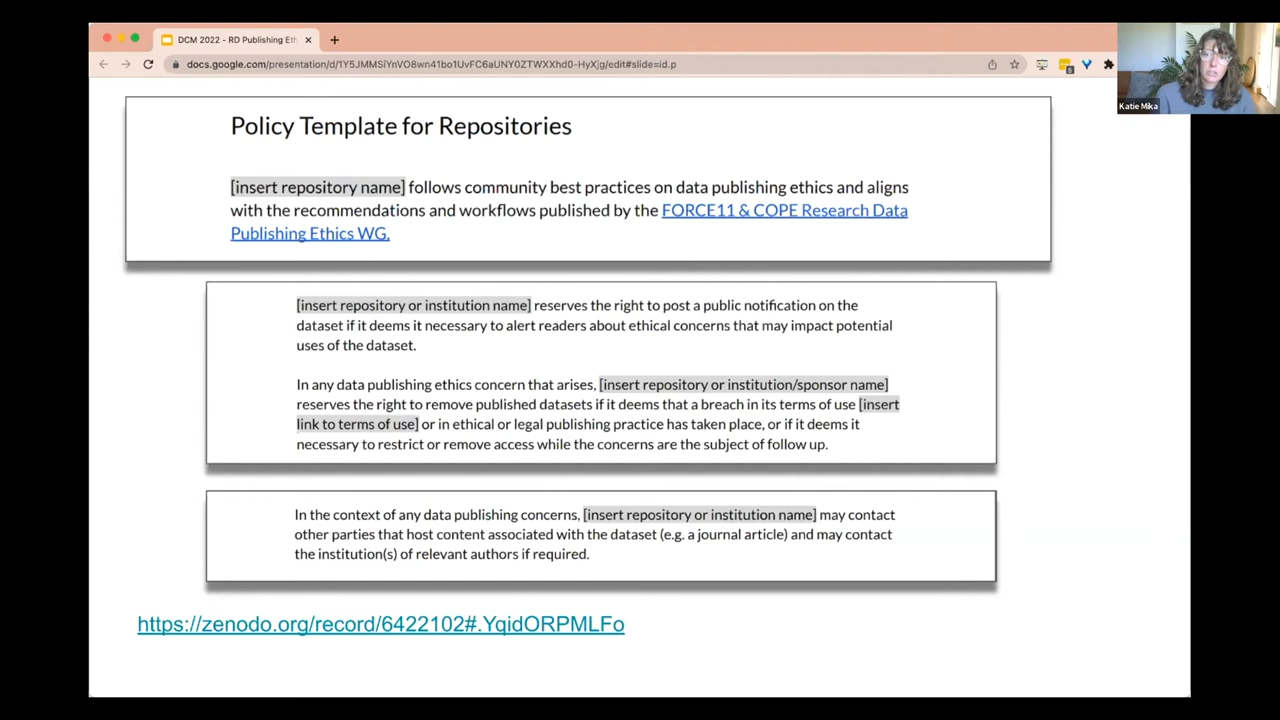 DCM 2022 - RD Publishing Eth
docs.google.com/presentation/d/1Y5JMMSiYnVO8wn41bo1UvFC6aUNY0ZTWXXhd0-HyXjg/edit#slide=id.p
Katie Mika
Policy Template for Repositories
[insert repository name] follows community best practices on data publishing ethics and aligns
with the recommendations and workflows published by the FORCE11 & COPE Research Data
Publishing Ethics WG.
[insert repository or institution name] reserves the right to post a public notification on the
dataset if it deems it necessary to alert readers about ethical concerns that may impact potential
uses of the dataset.
In any data publishing ethics concern that arises, [insert repository or institution/sponsor name]
reserves the right to remove published datasets if it deems that a breach in its terms of use [insert
link to terms of use] or in ethical or legal publishing practice has taken place, or if it deems it
necessary to restrict or remove access while the concerns are the subject of follow up.
In the context of any data publishing concerns, [insert repository or institution name] may contact
other parties that host content associated with the dataset (e.g. a journal article) and may contact
the institution(s) of relevant authors if required.
https://zenodo.org/record/6422102#.YqidORPMLFo